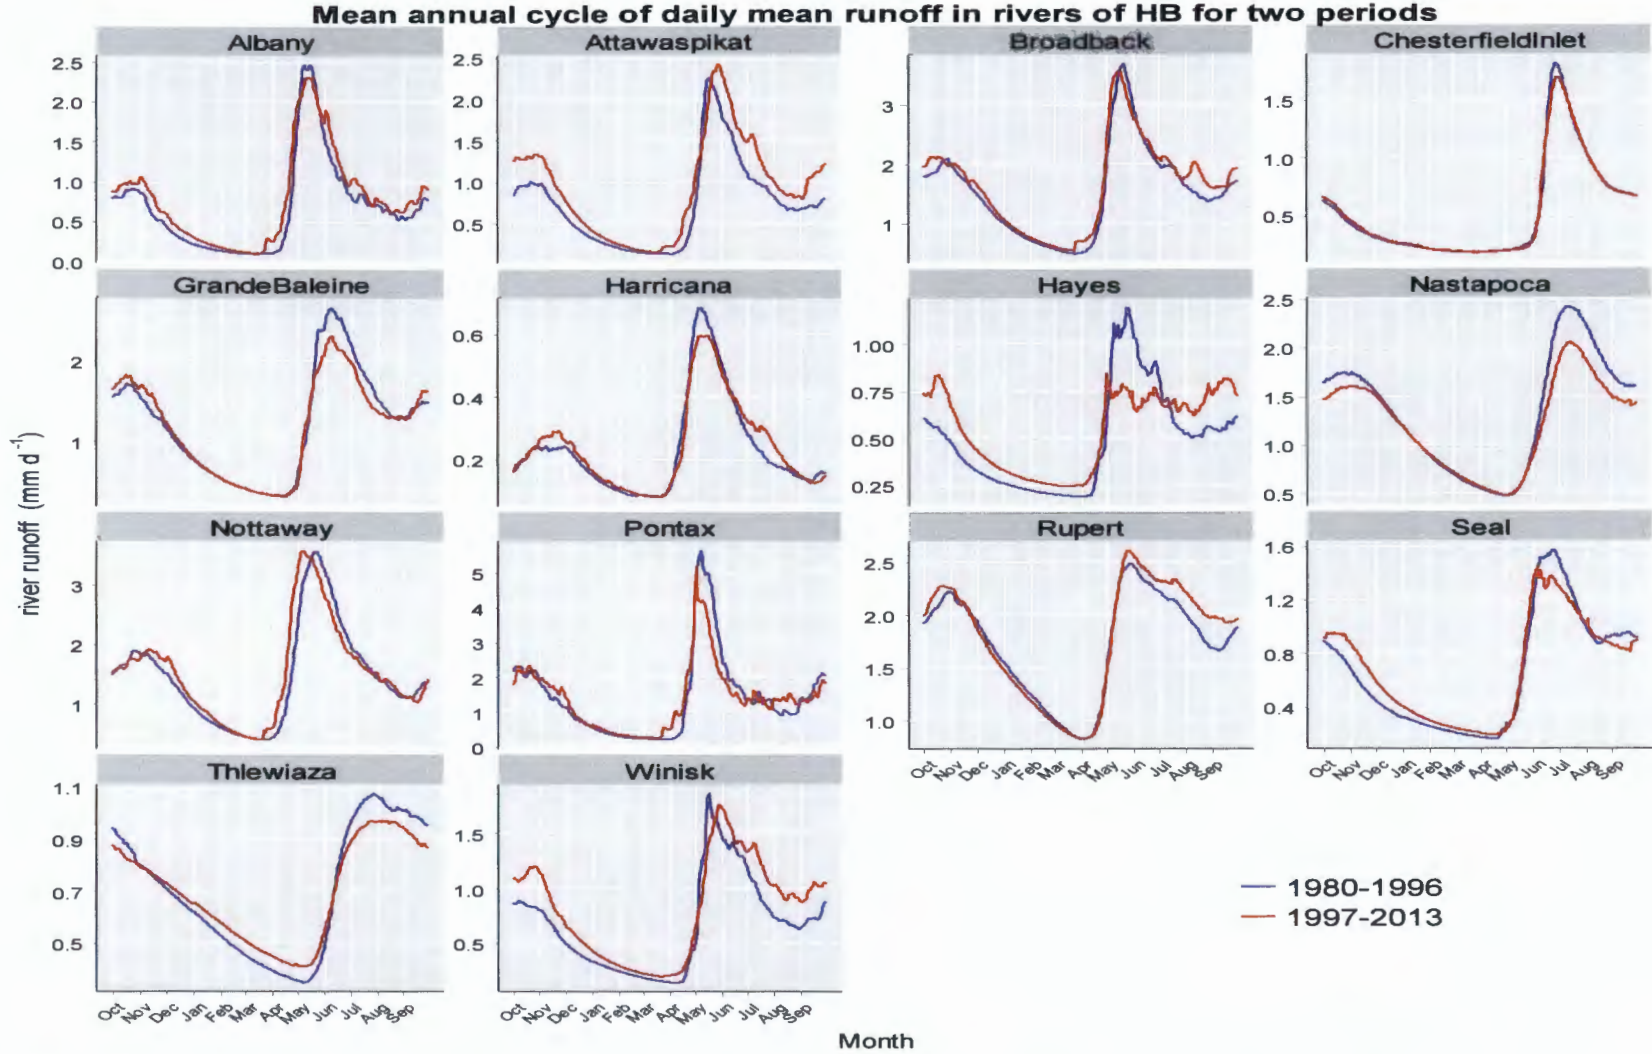 Mean annual cycle of daily mean runoff in rivers of HB for two periods
Albany
Attawaspikat
Broadback
ChesterfieldInlet
2.5
2.0
1.5
1.0
0.5
0.0
2.5
2.0
1.5
1.0
0.5
3
2
1
1.5
1.0
0.5
GrandeBaleine
Harricana
Hayes
Nastapoca
2
1
0.6
0.4
0.2
1.00
0.75
0.50
0.25
2.5
2.0
1.5
1.0
0.5
river runoff (mm d⁻¹)
Nottaway
Pontax
Rupert
Seal
3
2
1
5
4
3
2
1
0
2.5
2.0
1.5
1.0
1.6
1.2
0.8
0.4
Oct Nov Dec Jan Feb Mar Apr May Jun Jul Aug Sep
Oct Nov Dec Jan Feb Mar Apr May Jun Jul Aug Sep
Thlewiaza
Winisk
1.1
0.9
0.7
0.5
1.5
1.0
0.5
Oct Nov Dec Jan Feb Mar Apr May Jun Jul Aug Sep
Oct Nov Dec Jan Feb Mar Apr May Jun Jul Aug Sep
1980-1996
1997-2013
Month